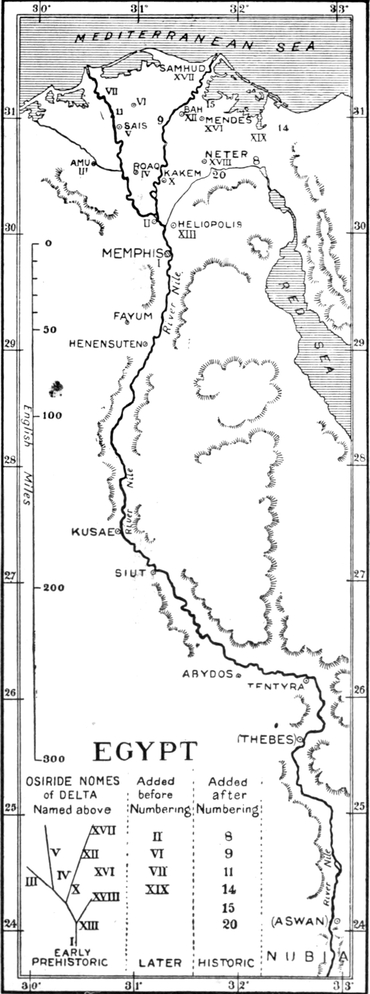 MEDITERRANEAN SEA
SAMHUD
XVII
VII
VI
11
9
15
31
31
SAIS
V
BAH
XII
MENDES
XVI
14
XIX
AMU
III
ROAQ
IV
KAKEM
X
NETER
XVIII
8
20
30
30
II
HELIOPOLIS
XIII
0
MEMPHIS
I
River Nile
RED SEA
FAYUM
50
HENENSUTEN
29
29
100
English Miles
28
28
River Nile
KUSAE
27
27
SIUT
200
ABYDOS
TENTYRA
26
26
(THEBES)
300
EGYPT
25
25
OSIRIDE NOMES
of DELTA
Named above
V
XVII
XII
III
IV
X
XVI
XVIII
XIII
I
EARLY
PREHISTORIC
Added
before
Numbering
II
VI
VII
XIX
LATER
Added
after
Numbering
8
9
11
14
15
20
HISTORIC
River Nile
(ASWAN)
24
24
NUBIA
30°
31°
32°
33°